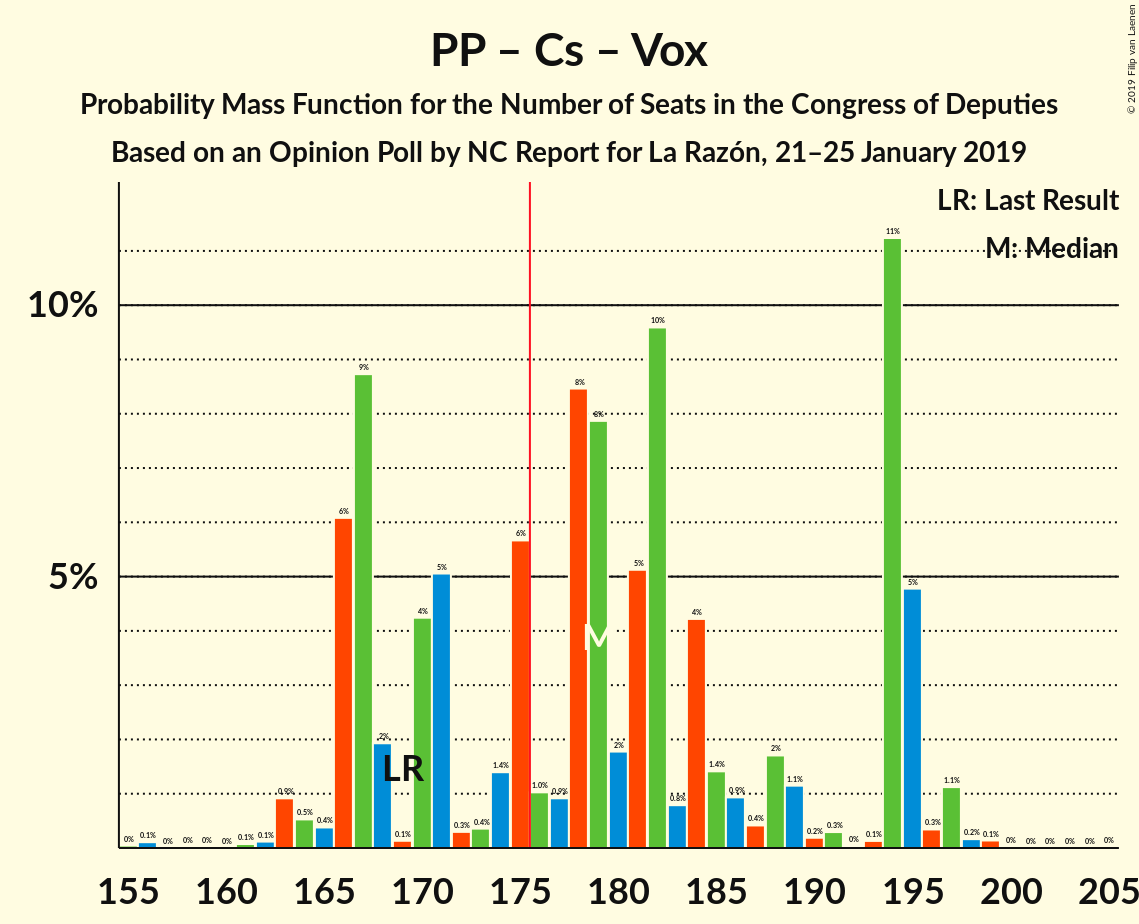 PP – Cs – Vox
Probability Mass Function for the Number of Seats in the Congress of Deputies
Based on an Opinion Poll by NC Report for La Razón, 21–25 January 2019
© 2019 Filip van Laenen
LR: Last Result
M: Median
10%
5%
0% 0.1% 0% 0% 0% 0% 0.1% 0.1% 0.9% 0.5% 0.4% 6% 9% 2% 0.1% 4% 5% 0.3% 0.4% 1.4% 6% 1.0% 0.9% 8% 8% 2% 5% 10% 0.8% 4% 1.4% 0.9% 0.4% 2% 1.1% 0.2% 0.3% 0% 0.1% 11% 5% 0.3% 1.1% 0.2% 0.1% 0% 0% 0% 0% 0% 0%
M
LR
155 160 165 170 175 180 185 190 195 200 205